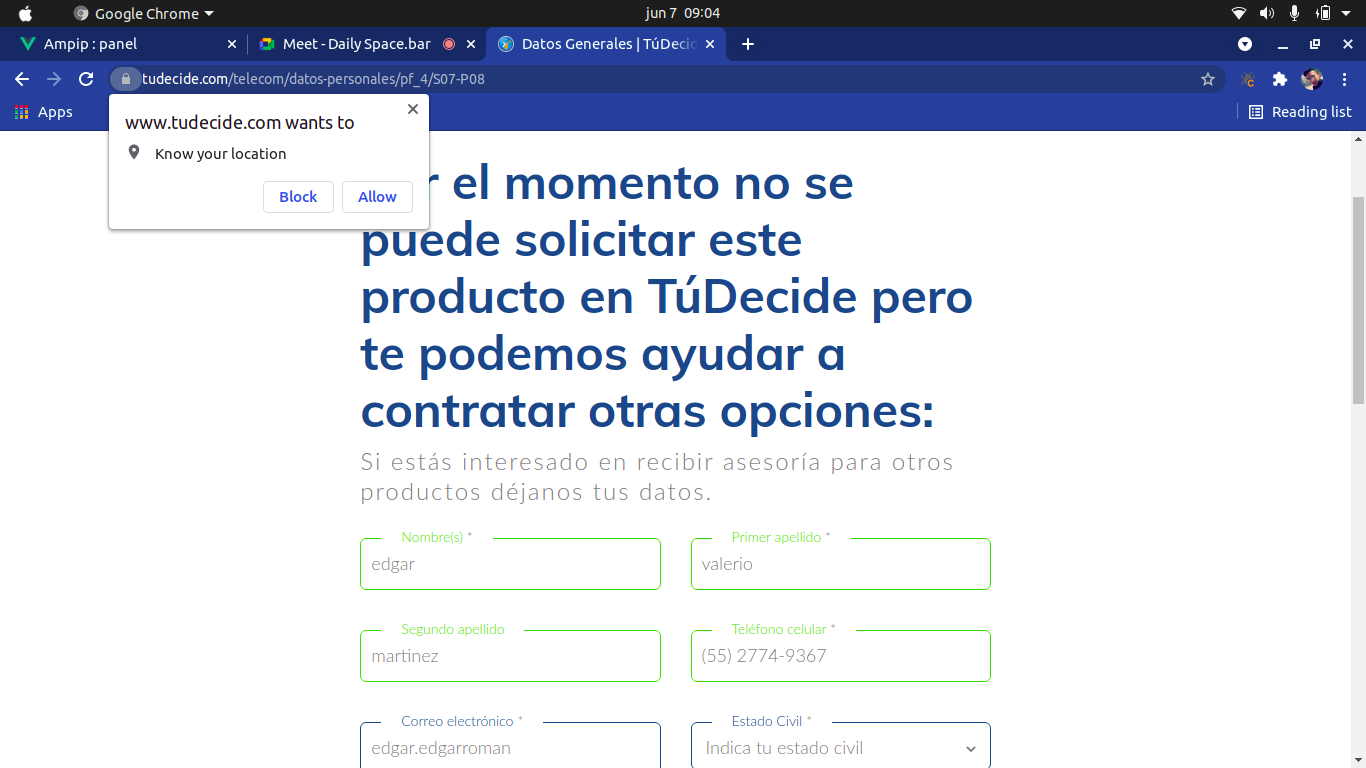 Google Chrome
jun 7 09:04
Ampip : panel
Meet - Daily Space.bar
Datos Generales | TúDecid
tudecide.com/telecom/datos-personales/pf_4/S07-P08
Apps
Reading list
www.tudecide.com wants to
Know your location
Block
Allow
r el momento no se
puede solicitar este
producto en TúDecide pero
te podemos ayudar a
contratar otras opciones:
Si estás interesado en recibir asesoría para otros
productos déjanos tus datos.
Nombre(s) *
edgar
Primer apellido *
valerio
Segundo apellido
martinez
Teléfono celular *
(55) 2774-9367
Correo electrónico *
edgar.edgarroman
Estado Civil *
Indica tu estado civil